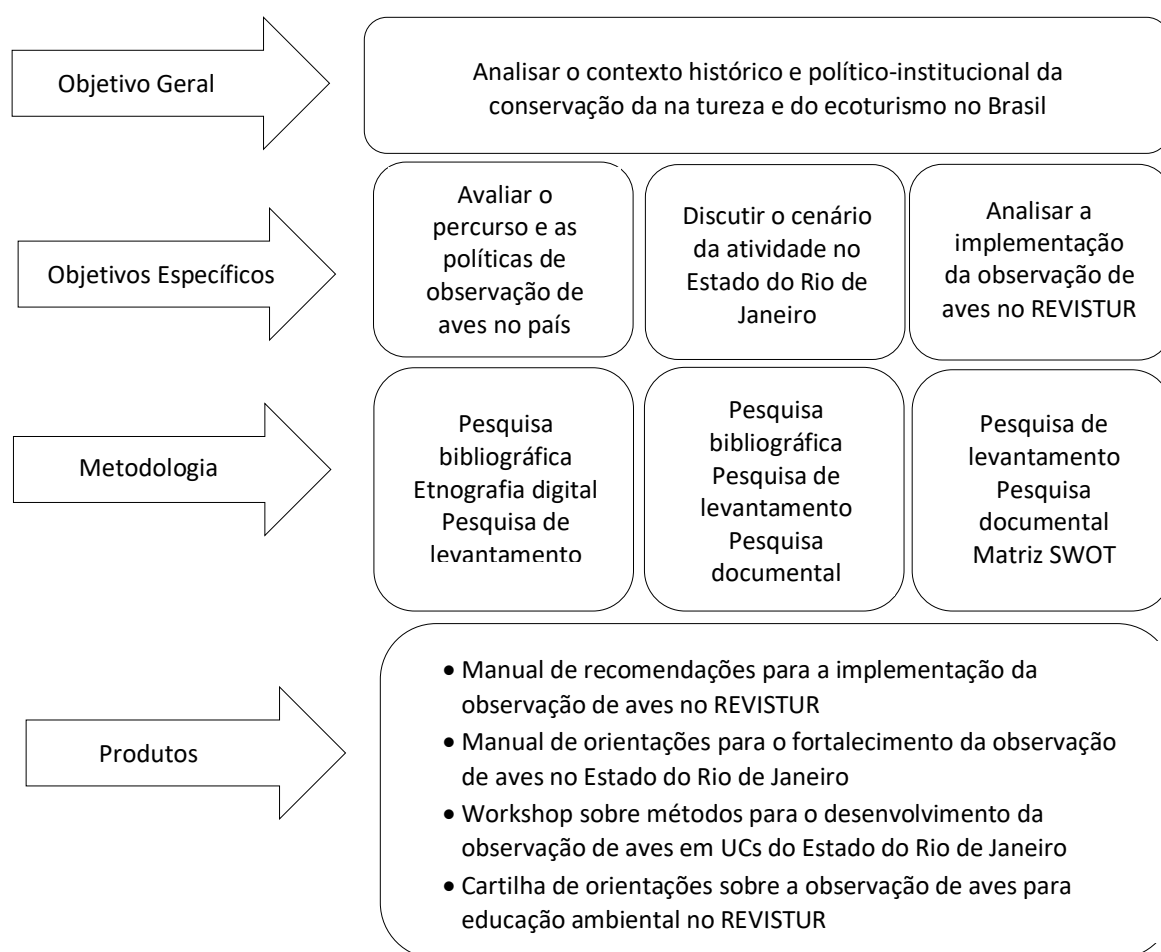 Objetivo Geral
Analisar o contexto histórico e político-institucional da
conservação da na tureza e do ecoturismo no Brasil
Objetivos Específicos
Avaliar o
percurso e as
políticas de
observação de
aves no país
Discutir o cenário
da atividade no
Estado do Rio de
Janeiro
Analisar a
implementação
da observação de
aves no REVISTUR
Metodologia
Pesquisa
bibliográfica
Etnografia digital
Pesquisa de
levantamento
Pesquisa
bibliográfica
Pesquisa de
levantamento
Pesquisa
documental
Pesquisa de
levantamento
Pesquisa
documental
Matriz SWOT
Produtos
• Manual de recomendações para a implementação da
observação de aves no REVISTUR
• Manual de orientações para o fortalecimento da observação
de aves no Estado do Rio de Janeiro
• Workshop sobre métodos para o desenvolvimento da
observação de aves em UCs do Estado do Rio de Janeiro
• Cartilha de orientações sobre a observação de aves para
educação ambiental no REVISTUR